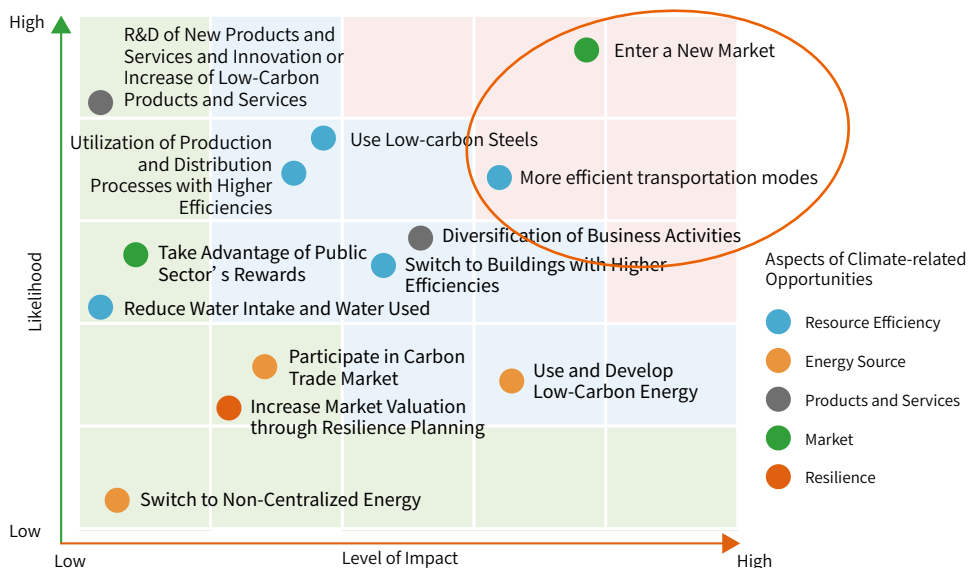 High
R&D of New Products and
Services and Innovation or
Increase of Low-Carbon
Products and Services
Enter a New Market
Utilization of Production
and Distribution
Processes with Higher
Efficiencies
Use Low-carbon Steels
More efficient transportation modes
Likelihood
Take Advantage of Public
Sector’s Rewards
Diversification of Business Activities
Switch to Buildings with Higher
Efficiencies
Reduce Water Intake and Water Used
Participate in Carbon
Trade Market
Increase Market Valuation
through Resilience Planning
Use and Develop
Low-Carbon Energy
Switch to Non-Centralized Energy
Low
Low
Level of Impact
High
Aspects of Climate-related
Opportunities
Resource Efficiency
Energy Source
Products and Services
Market
Resilience